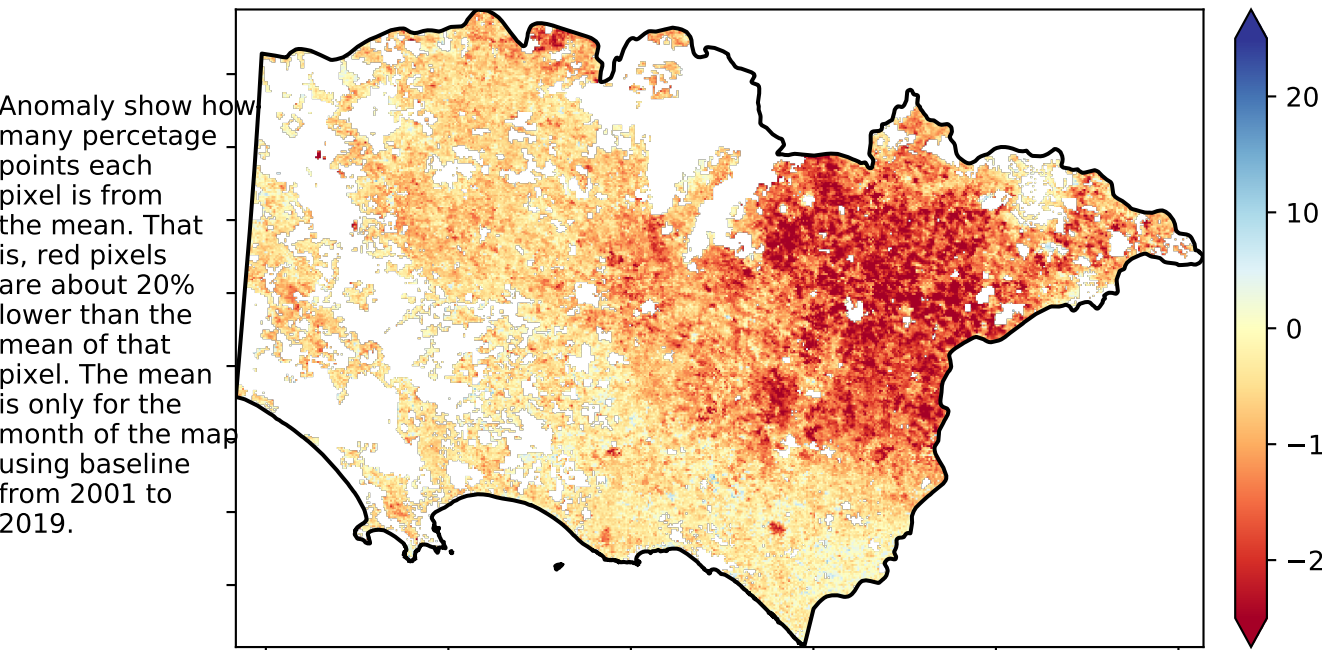 Anomaly show how
many percetage
points each
pixel is from
the mean. That
is, red pixels
are about 20%
lower than the
mean of that
pixel. The mean
is only for the
month of the map
using baseline
from 2001 to
2019.
20
10
0
−1
−2